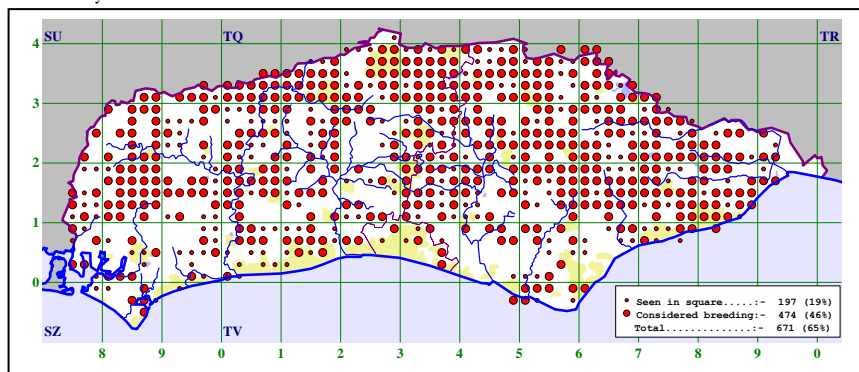 SU TQ TR
4
3
2
1
0
Seen in square.....:- 197 (19%)
Considered breeding:- 474 (46%)
Total..............:- 671 (65%)
SZ TV
8 9 0 1 2 3 4 5 6 7 8 9 0